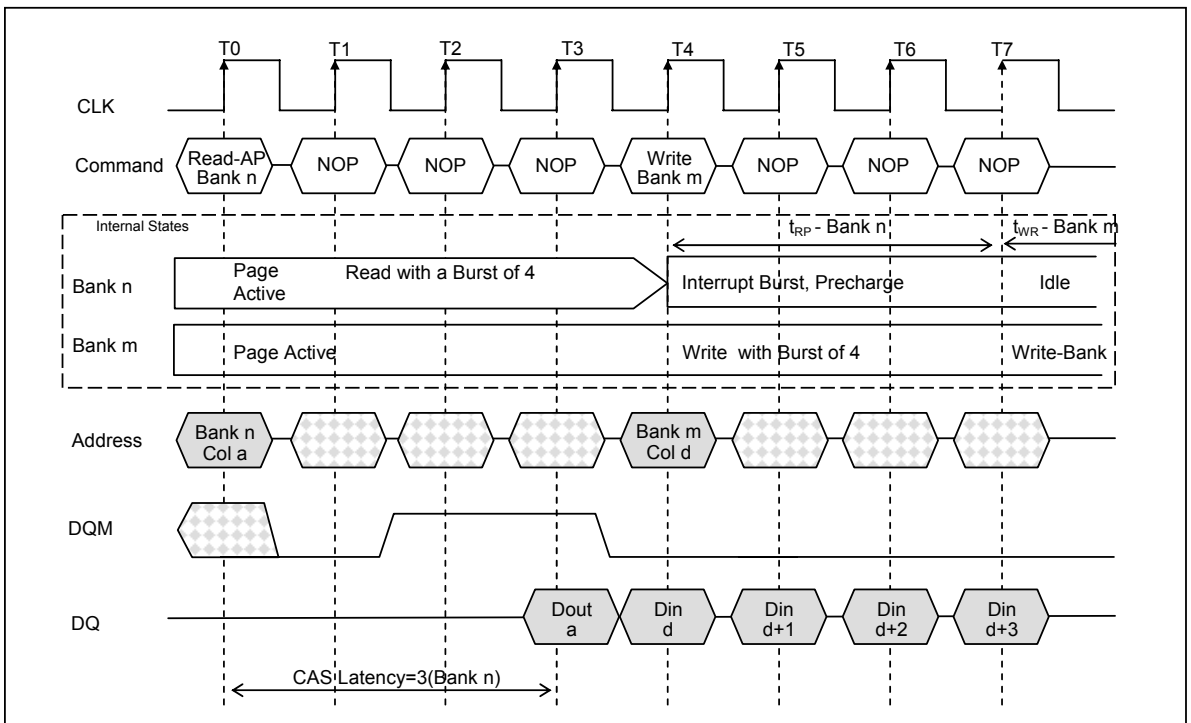 T0 T1 T2 T3 T4 T5 T6 T7
CLK
Command Read-AP Bank n NOP NOP NOP Write Bank m NOP NOP NOP
Internal States
tRP - Bank n tWR - Bank m
Bank n Page Active Read with a Burst of 4 Interrupt Burst, Precharge Idle
Bank m Page Active Write with Burst of 4 Write-Bank
Address Bank n Col a Bank m Col d
DQM
DQ Dout a Din d Din d+1 Din d+2 Din d+3
CAS Latency=3(Bank n)